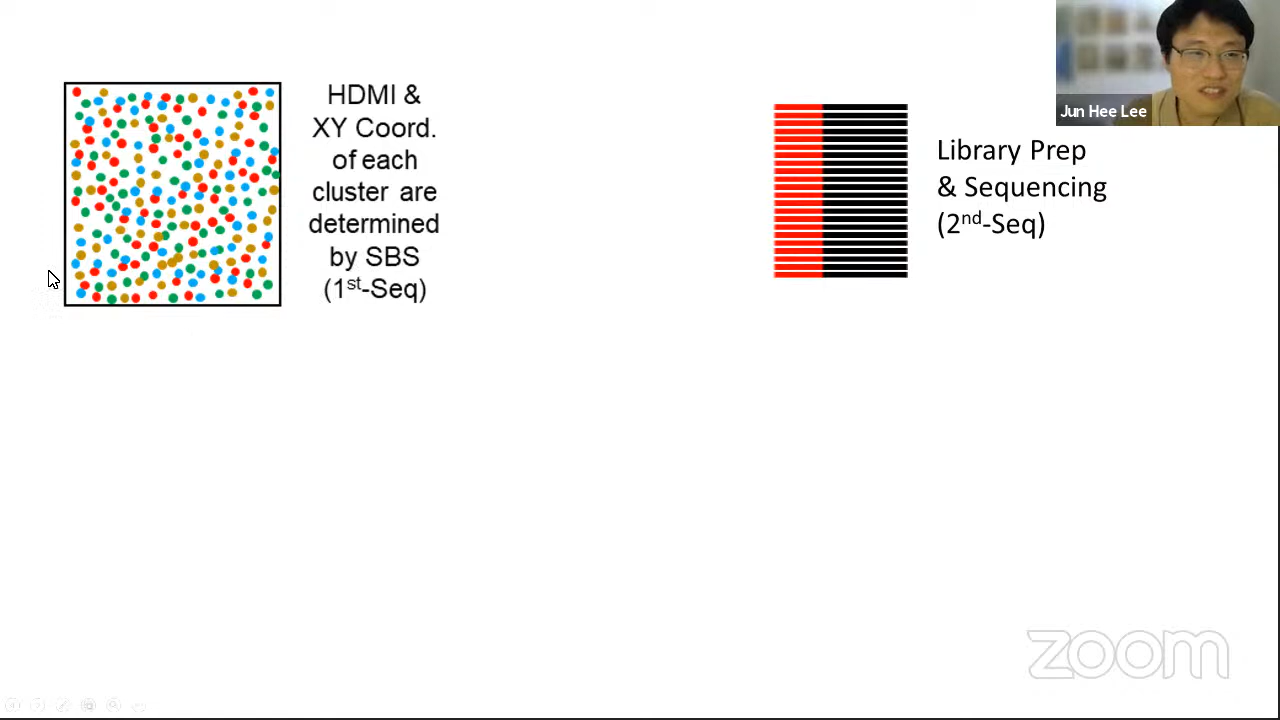 HDMI &
XY Coord.
of each
cluster are
determined
by SBS
(1st-Seq)
Library Prep
& Sequencing
(2nd-Seq)
Jun Hee Lee
zoom